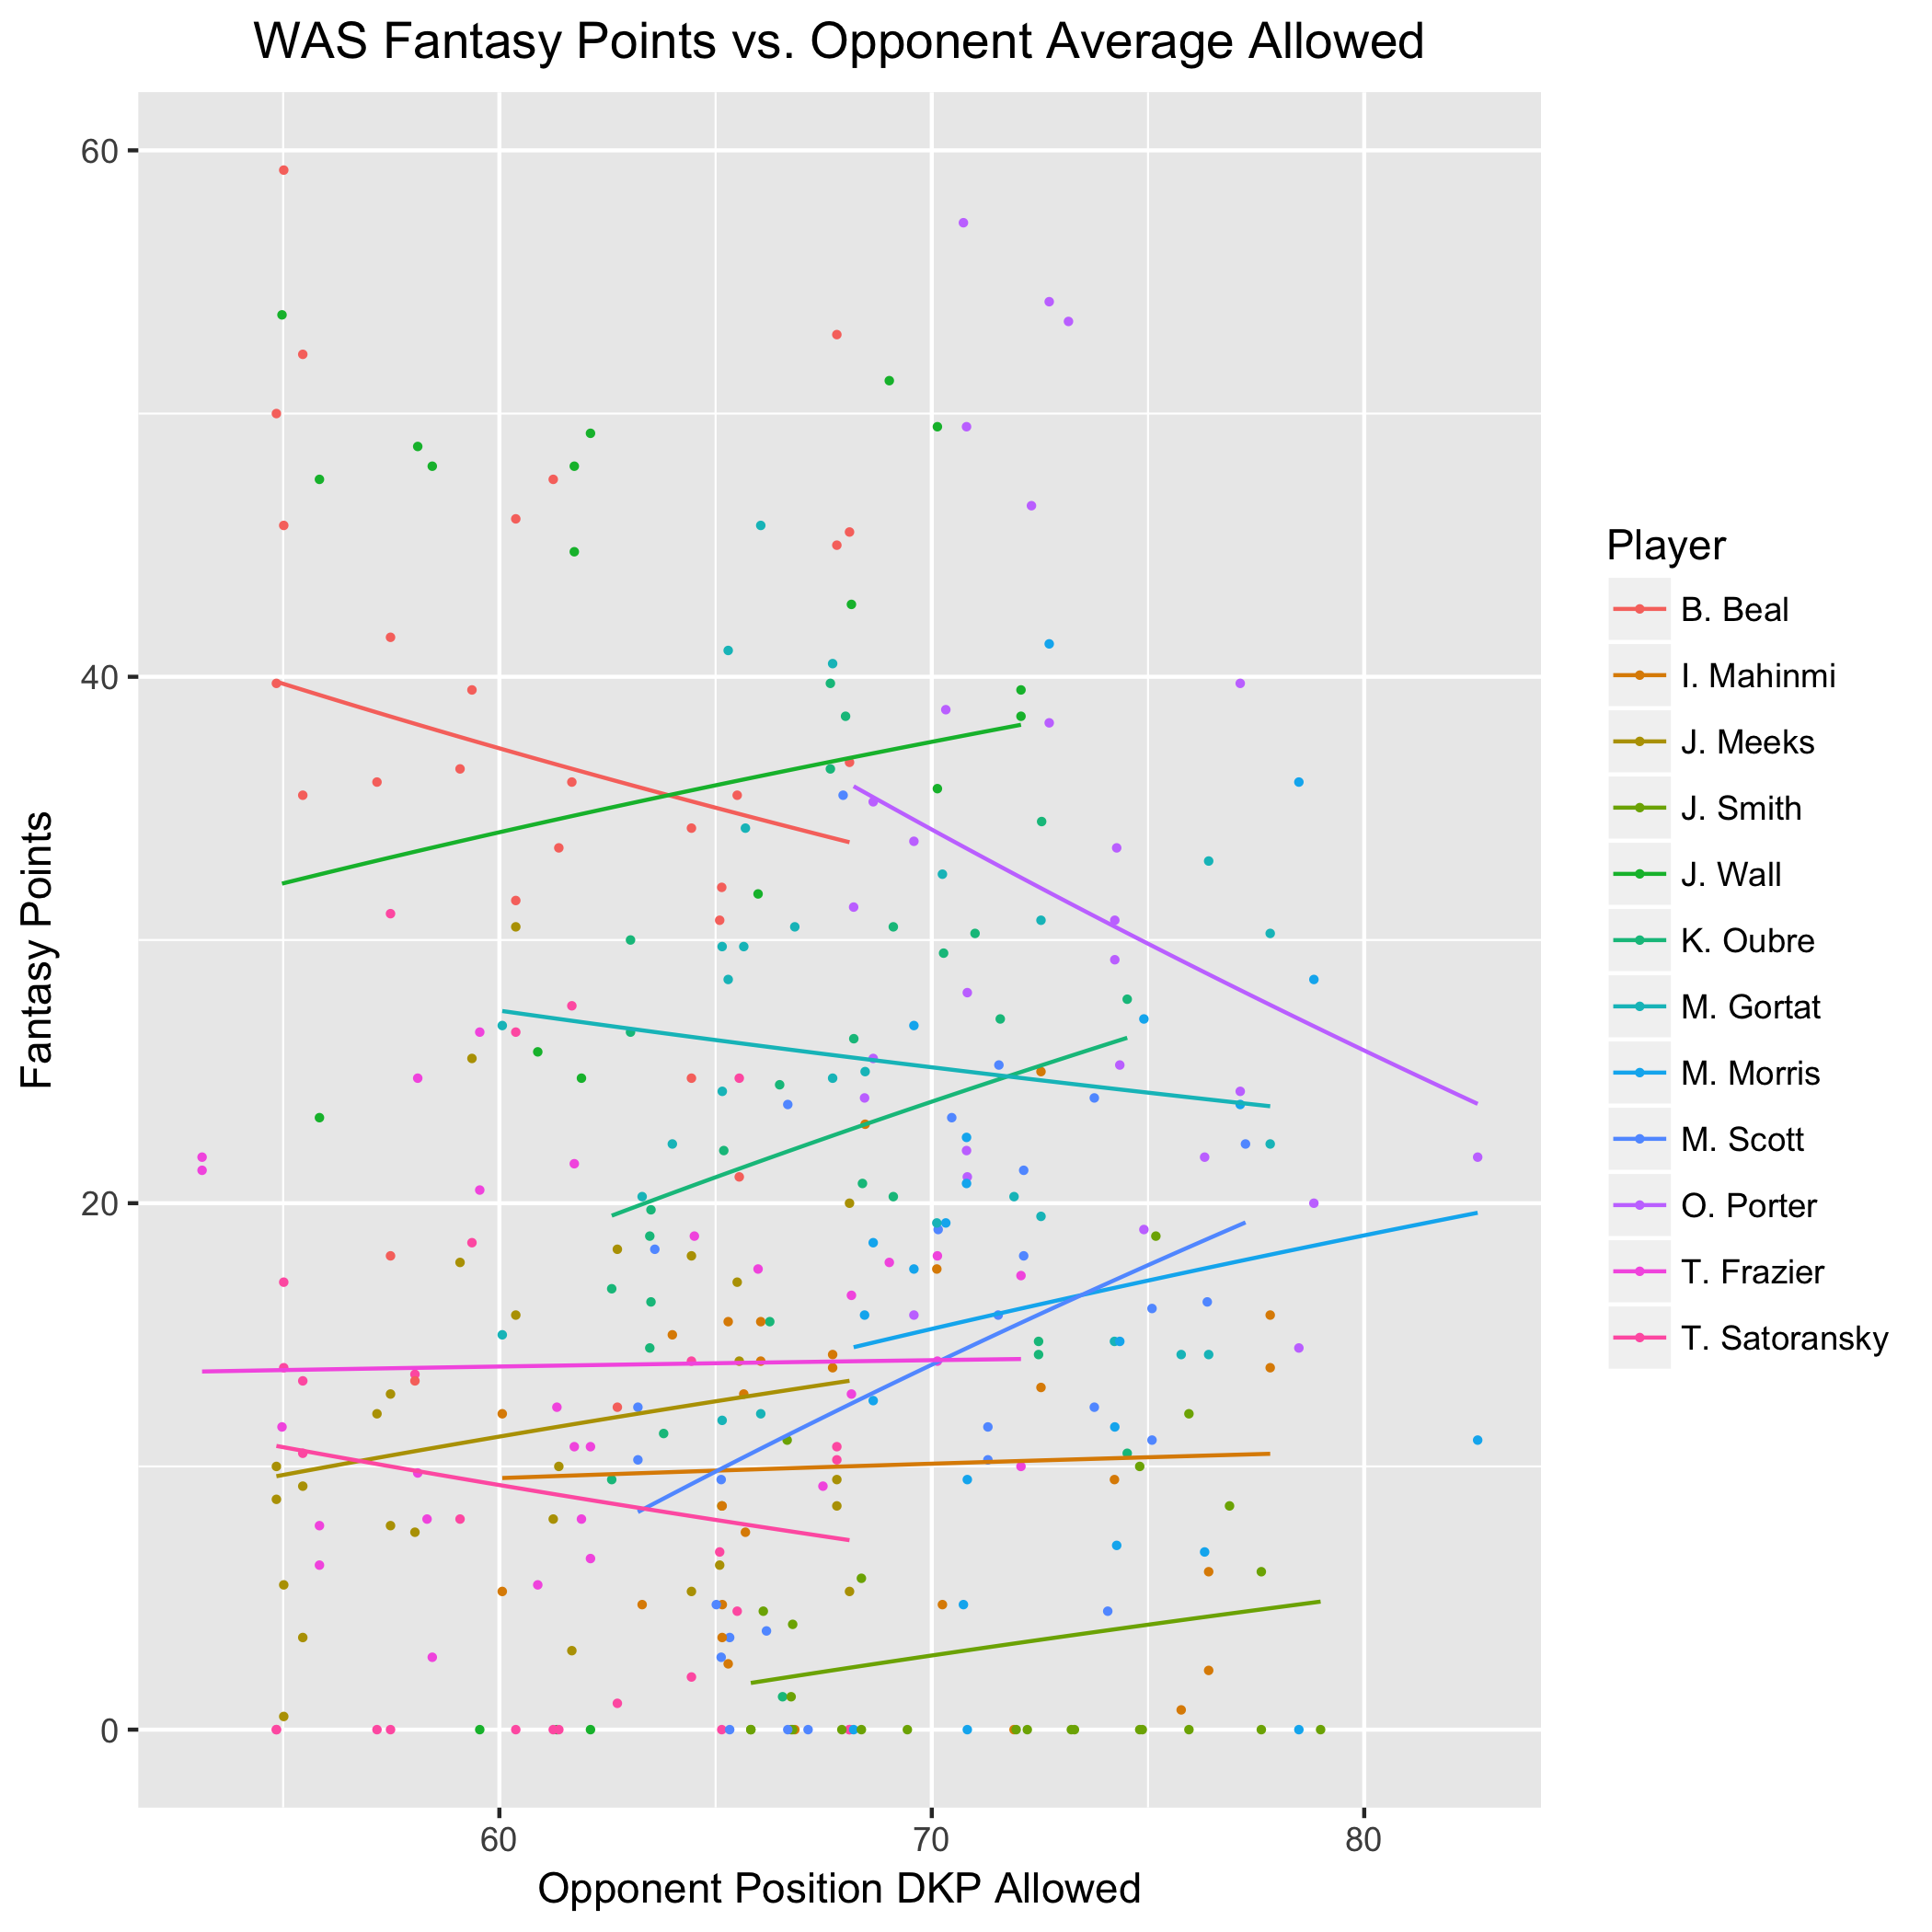 WAS Fantasy Points vs. Opponent Average Allowed
60
40
20
0
Fantasy Points
60 70 80
Opponent Position DKP Allowed
Player
B. Beal
I. Mahinmi
J. Meeks
J. Smith
J. Wall
K. Oubre
M. Gortat
M. Morris
M. Scott
O. Porter
T. Frazier
T. Satoransky